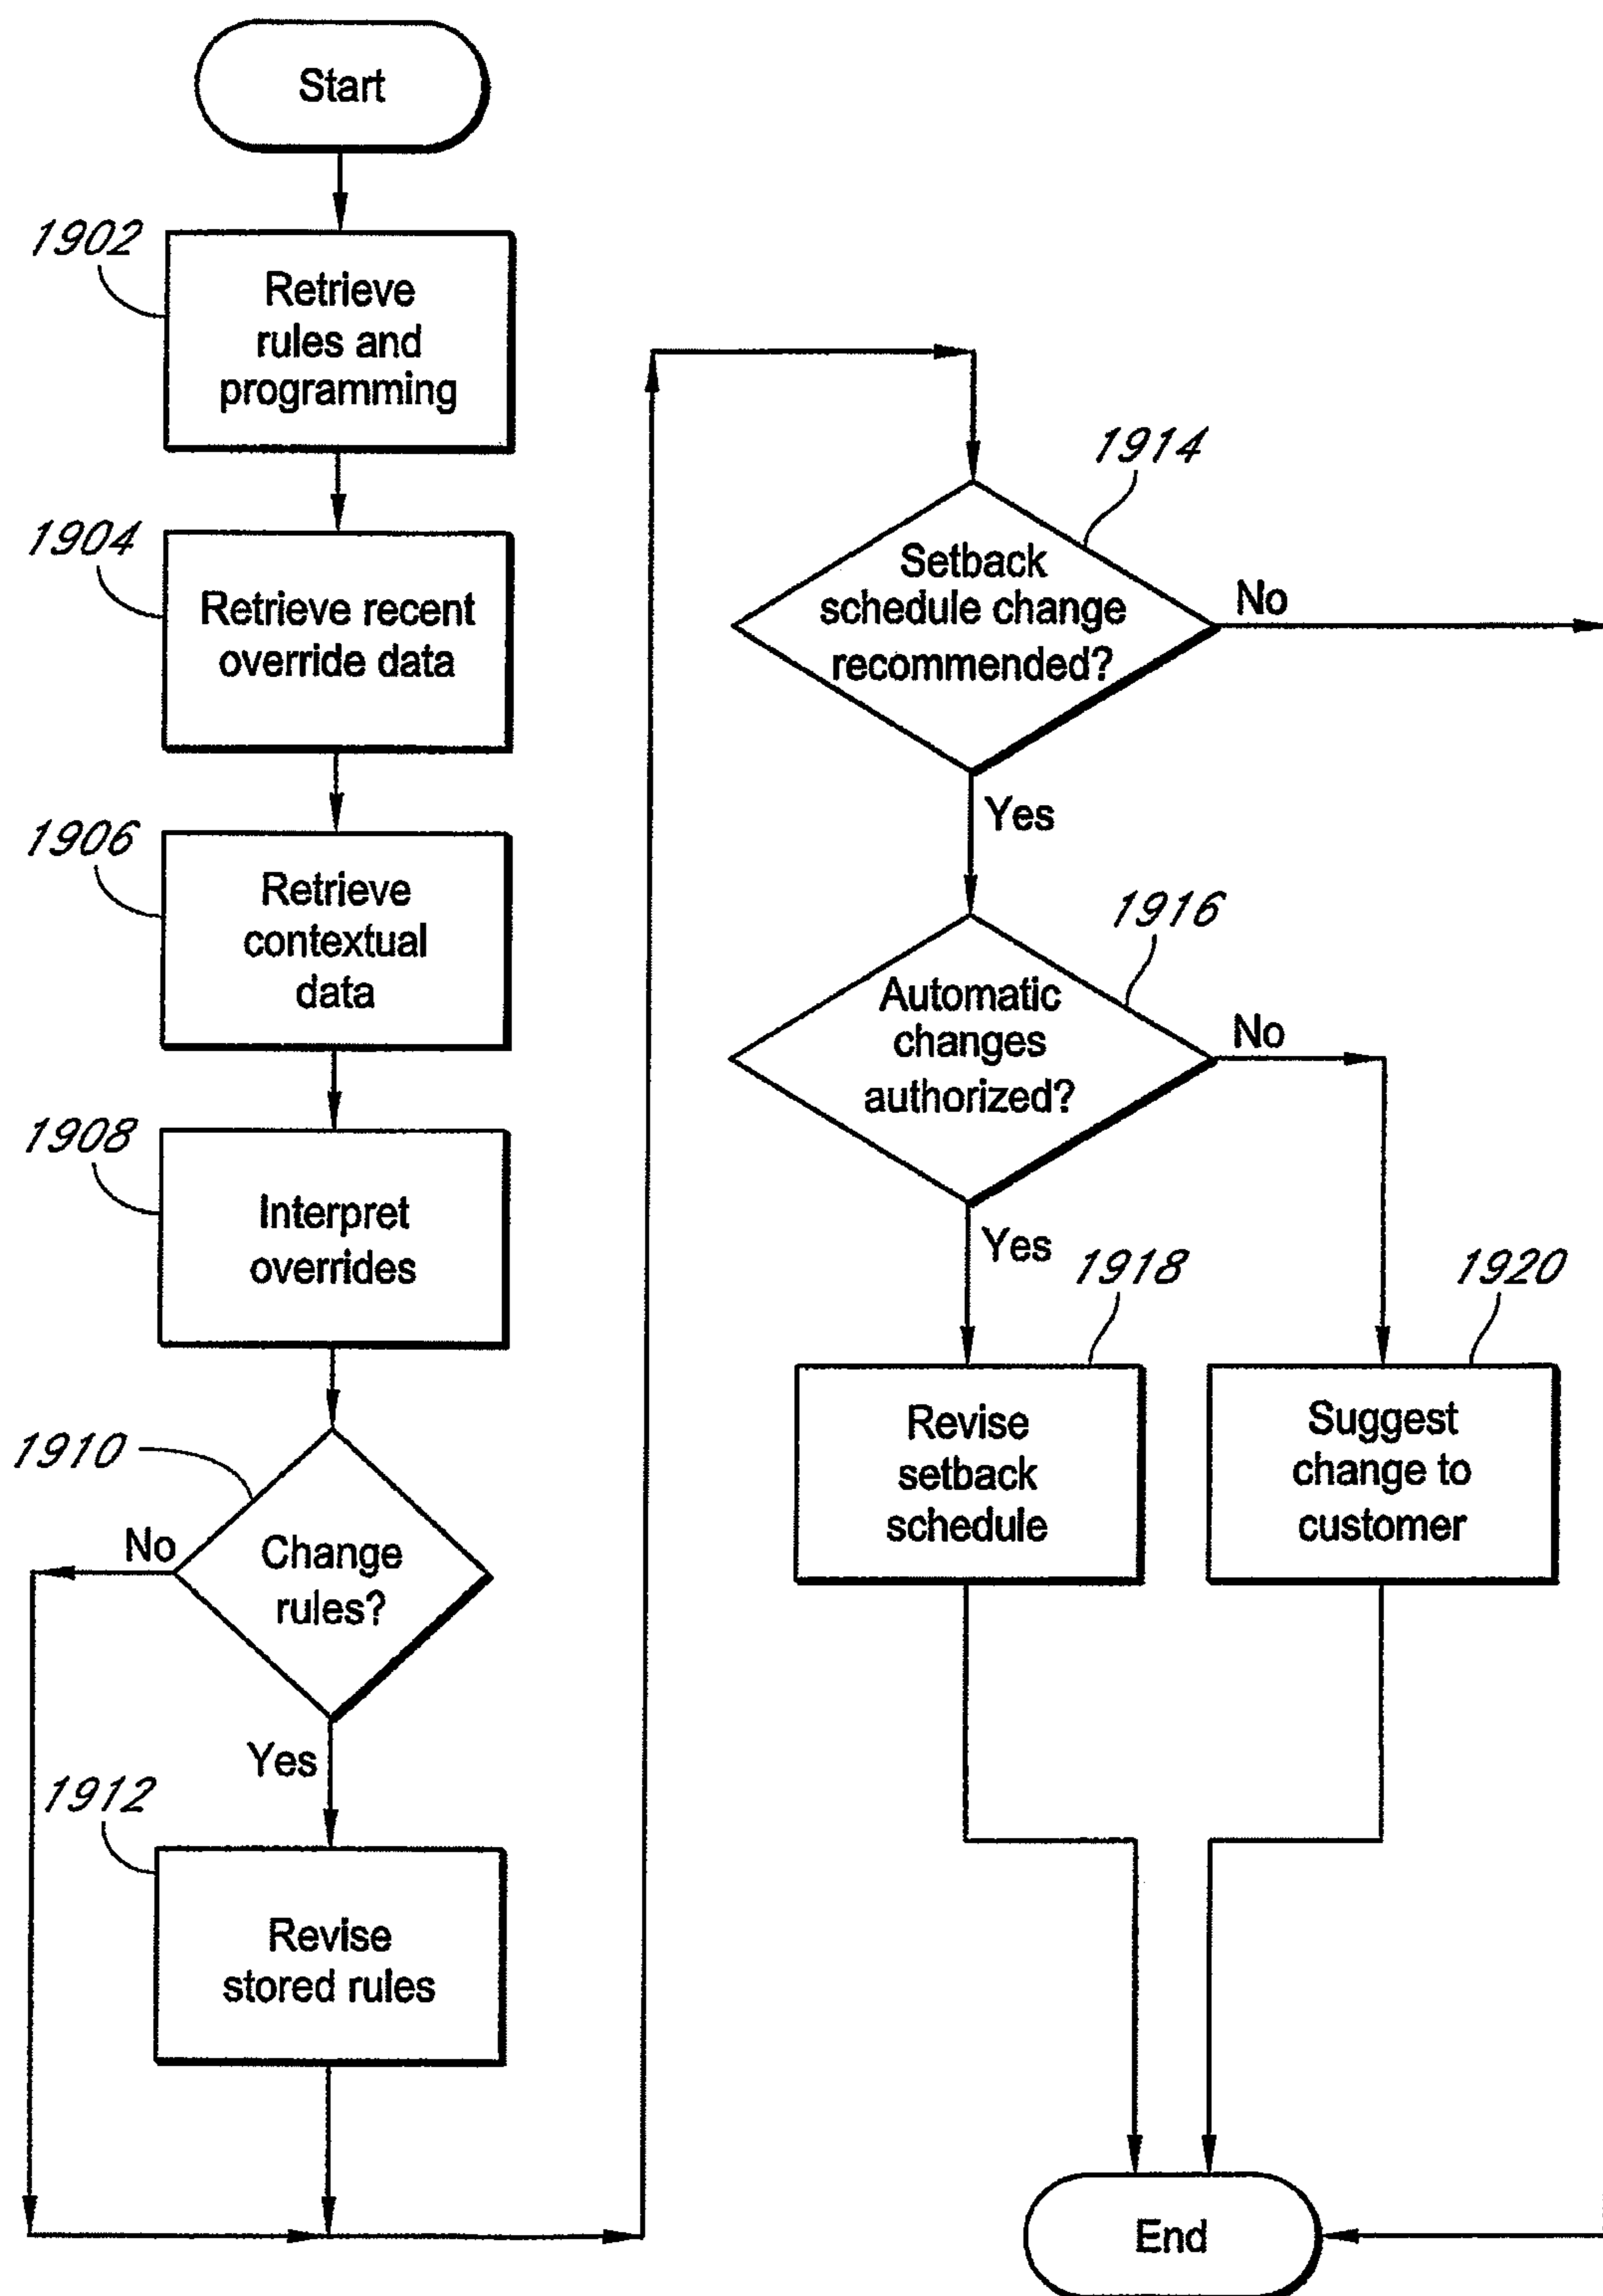 Start
1902
Retrieve
rules and
programming
1904
Retrieve recent
override data
1906
Retrieve
contextual
data
1908
Interpret
overrides
1910
No
Change
rules?
Yes
1912
Revise
stored rules
1914
Setback
schedule change
recommended?
No
Yes
1916
Automatic
changes
authorized?
No
Yes
1918
Revise
setback
schedule
1920
Suggest
change to
customer
End